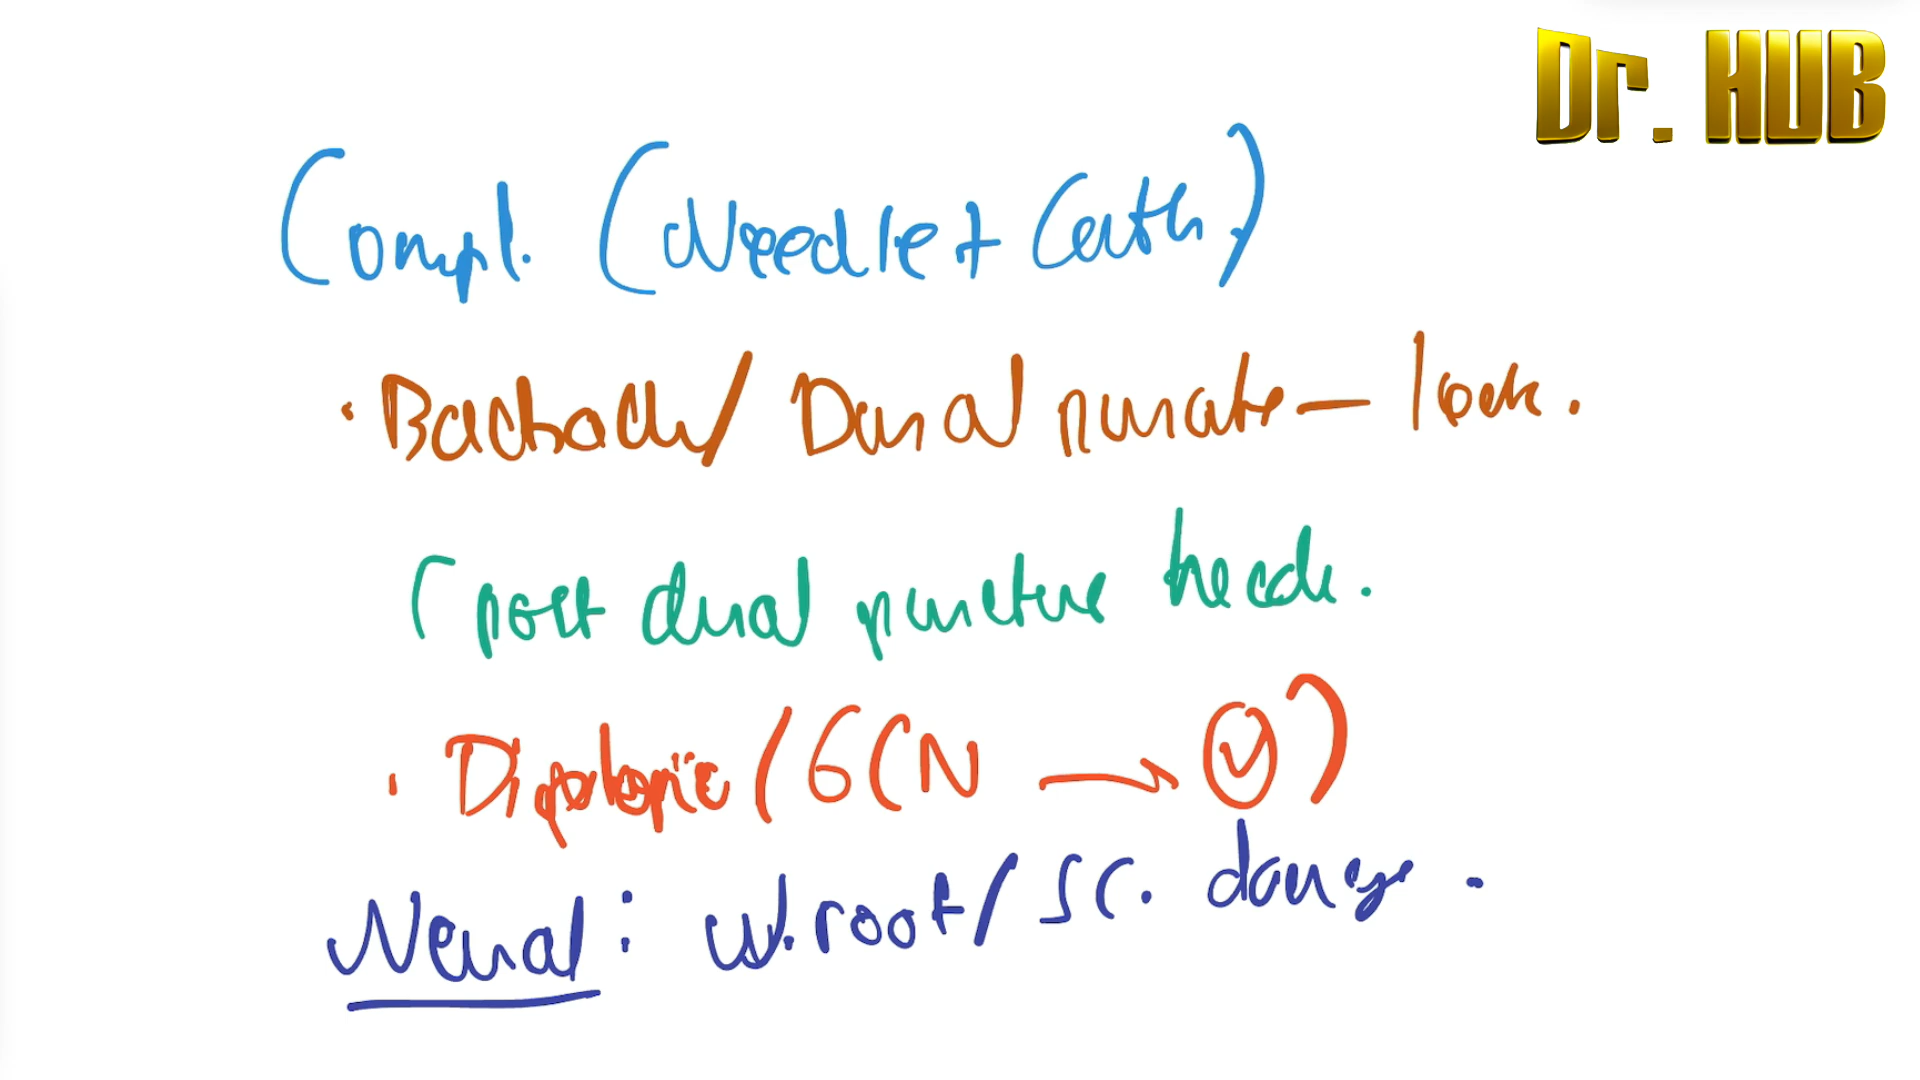 Dr. HUB
Compl. (Needle + Cath.)
· Backache / Dural puncture — leak.
(post dural puncture headache.
· Diplopia (6CN → )
Neural: N. root / SC. damage.